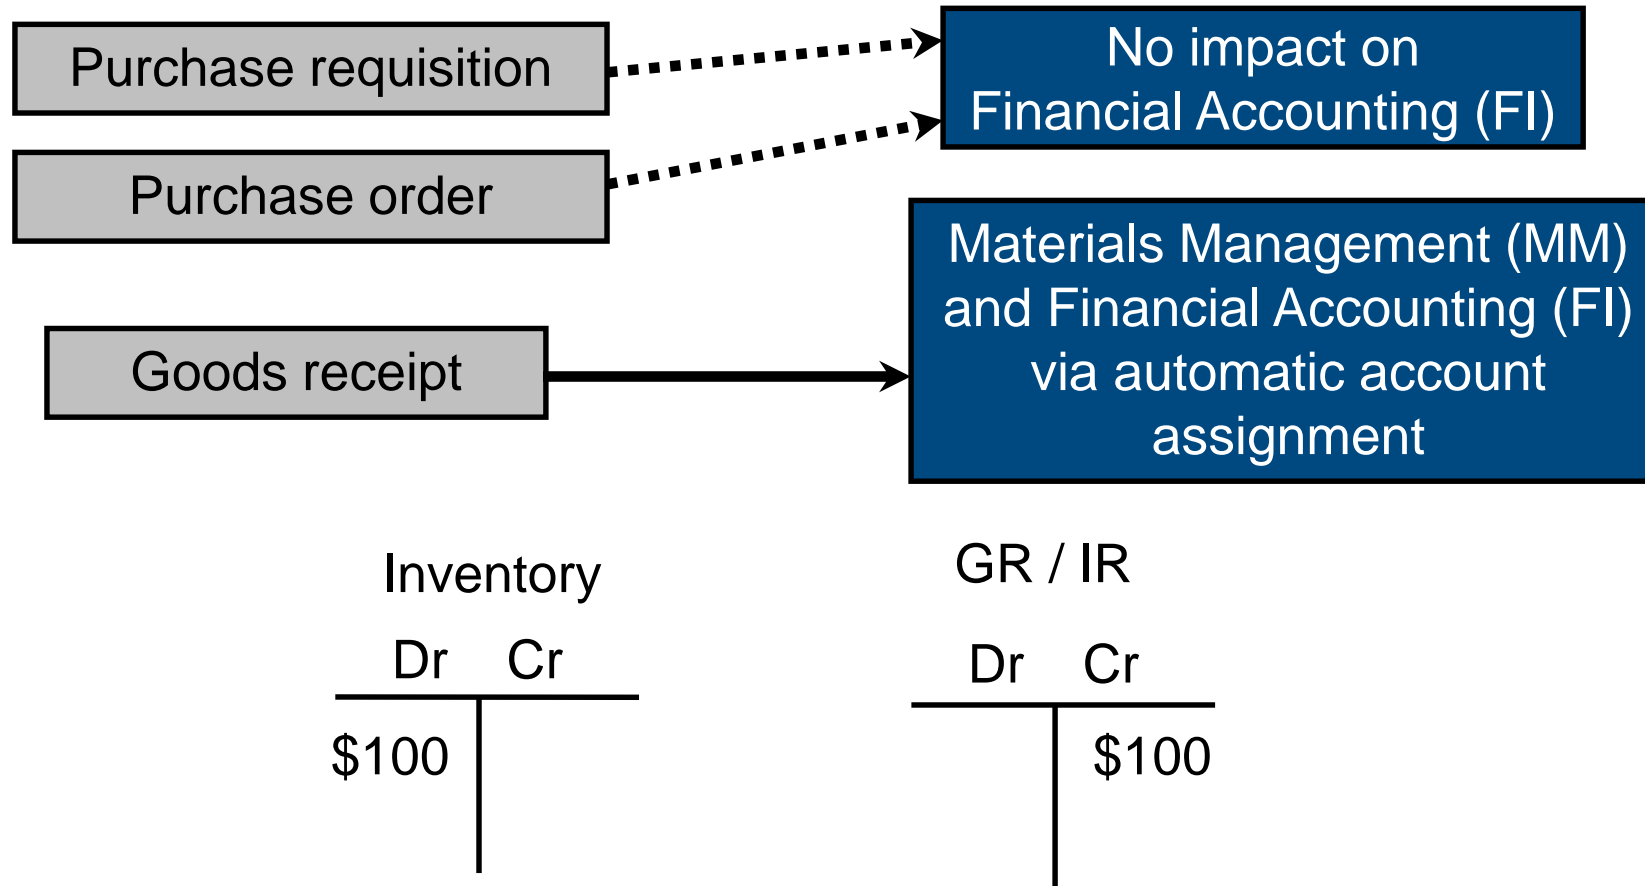 Purchase requisition
No impact on
Financial Accounting (FI)
Purchase order
Materials Management (MM)
and Financial Accounting (FI)
via automatic account
assignment
Goods receipt
Inventory
Dr Cr
$100
GR / IR
Dr Cr
$100